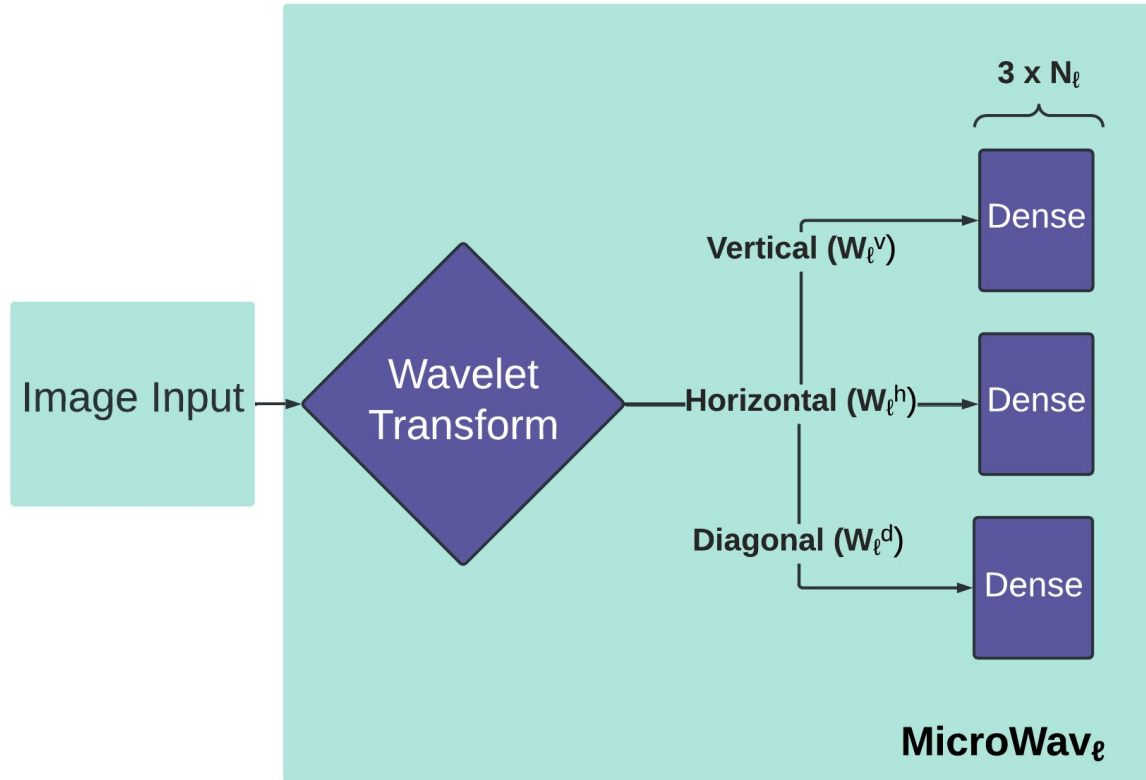 3 x Nℓ
Dense
Vertical (Wℓᵛ)
Image Input
Wavelet
Transform
Horizontal (Wℓʰ)
Dense
Diagonal (Wℓᵈ)
Dense
MicroWavℓ